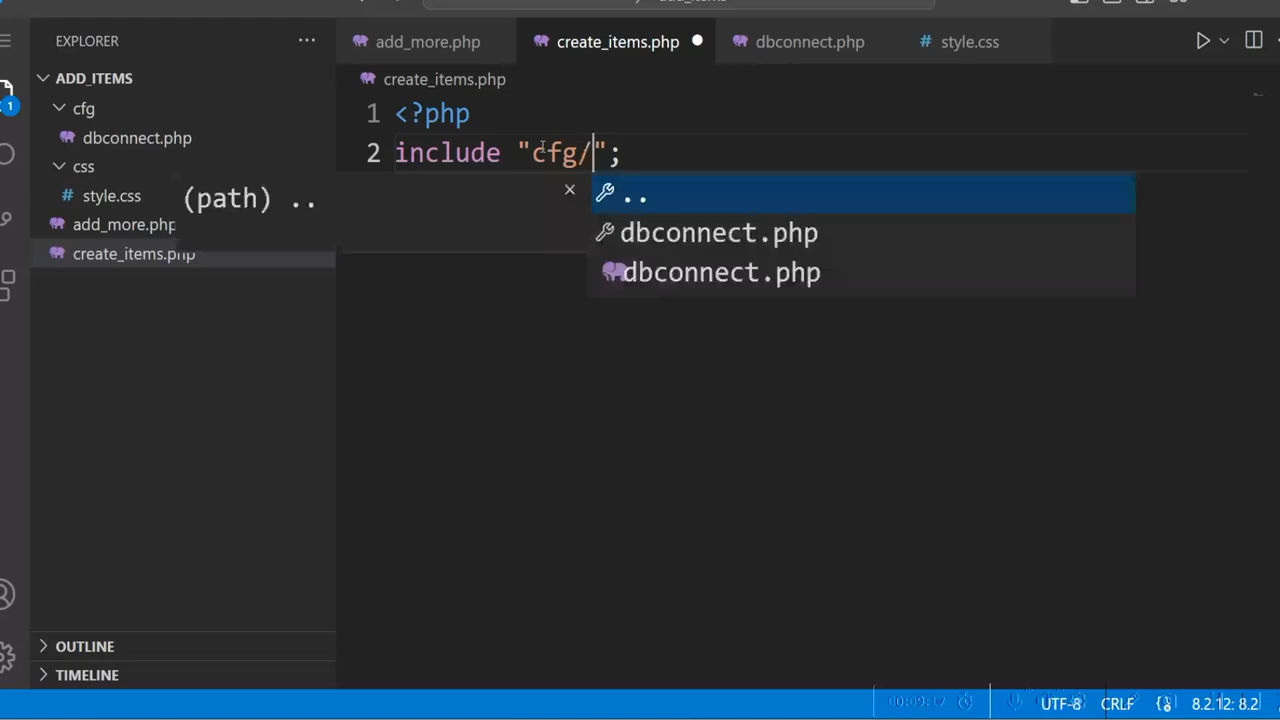 EXPLORER
···
add_more.php
create_items.php
dbconnect.php
style.css
ADD_ITEMS
cfg
dbconnect.php
css
# style.css
add_more.php
create_items.php
1
create_items.php
1 <?php
2 include "cfg/";
(path) ..
..
dbconnect.php
dbconnect.php
OUTLINE
TIMELINE
UTF-8
CRLF
8.2.12: 8.2